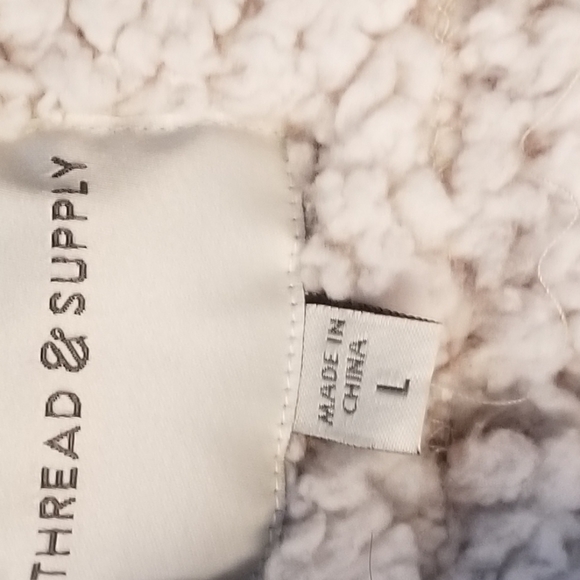 THREAD & SUPPLY
MADE IN
CHINA
L